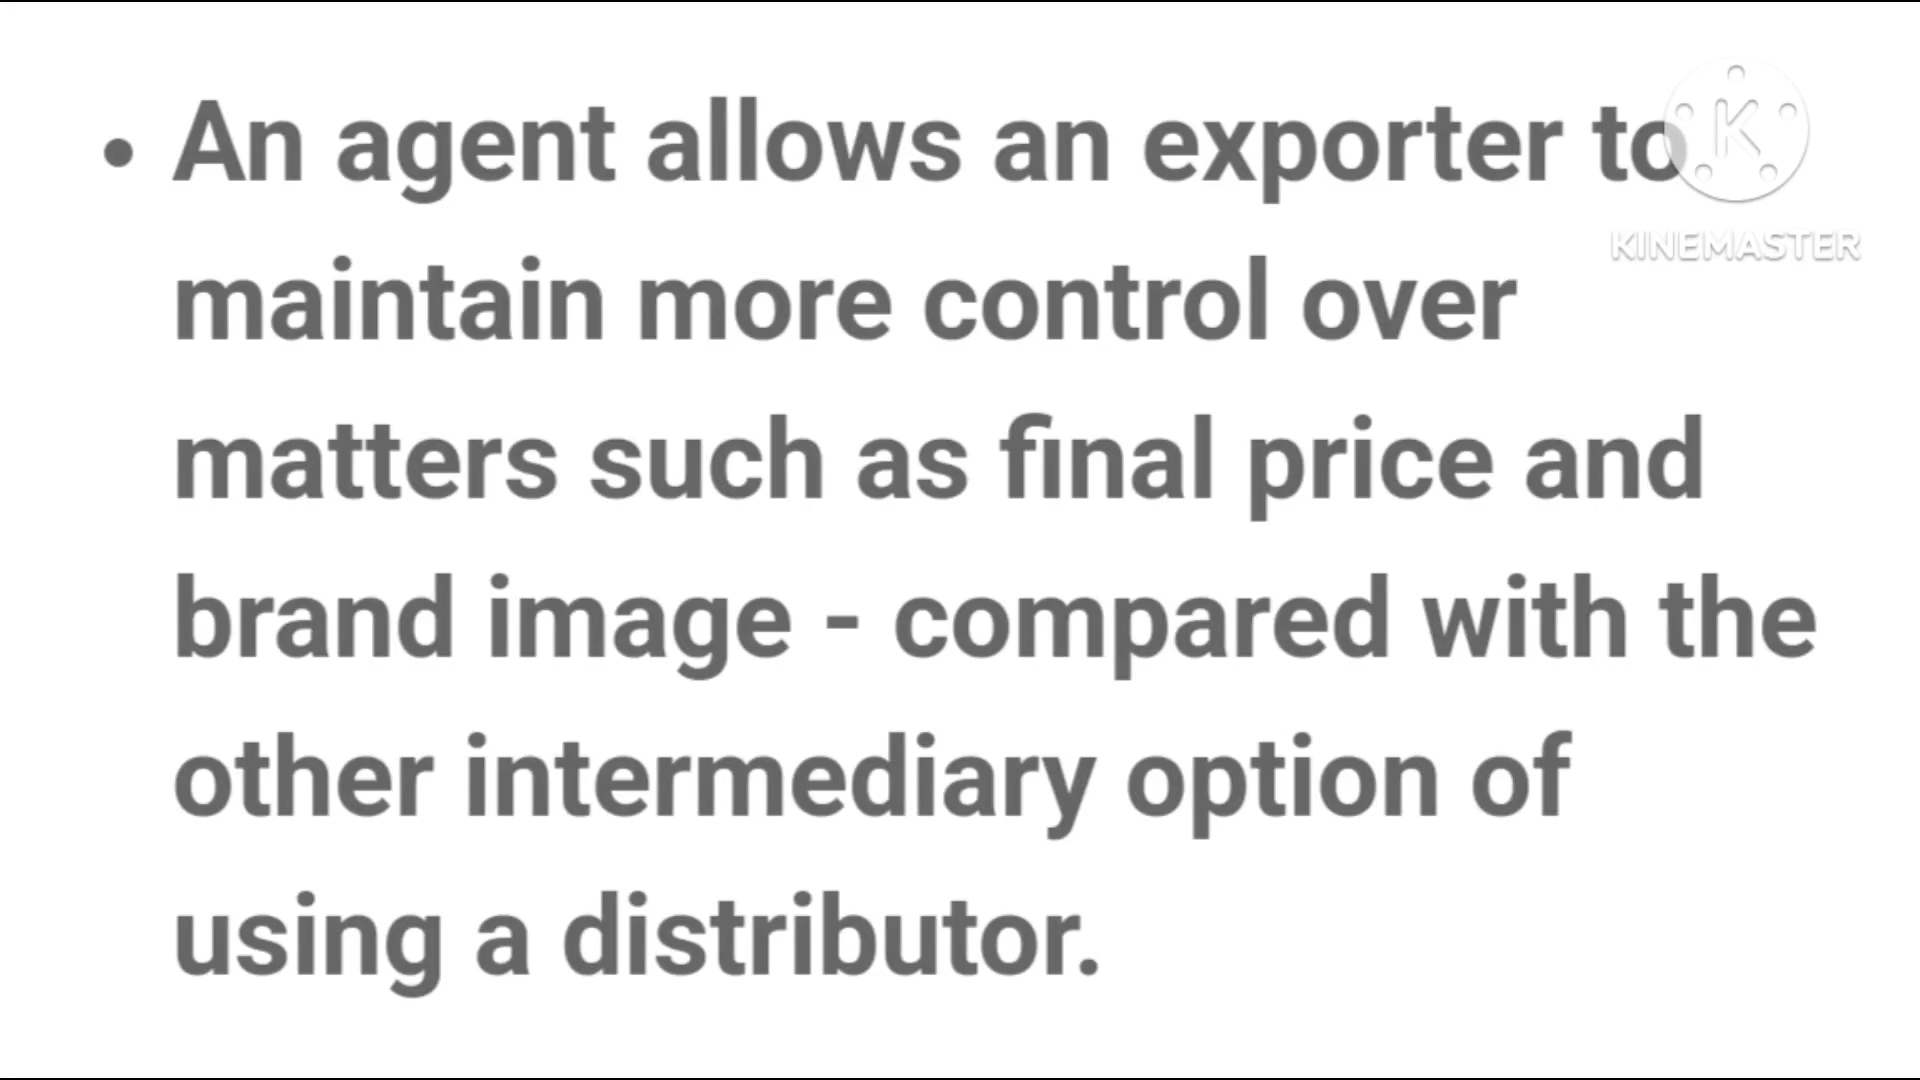 • An agent allows an exporter to
maintain more control over
matters such as final price and
brand image - compared with the
other intermediary option of
using a distributor.
K
KINEMASTER